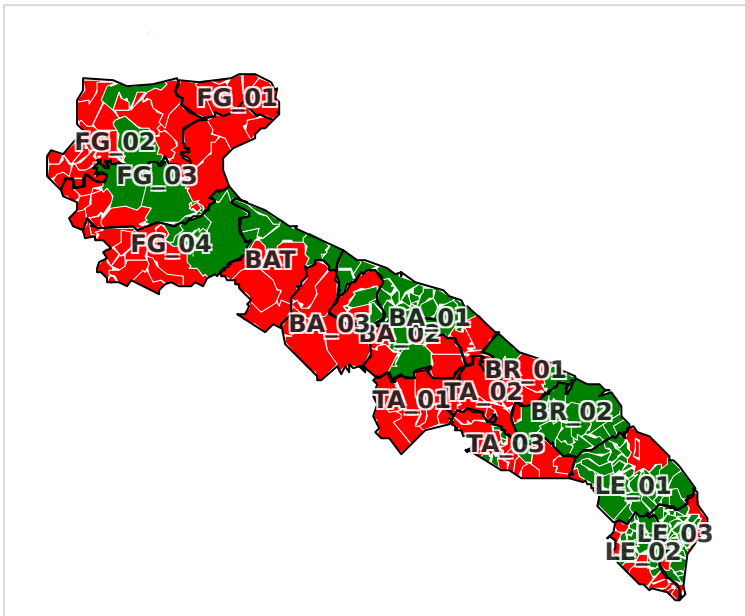 FG_01
FG_02
FG_03
FG_04
BAT
BA_01
BA_03
BA_02
BR_01
TA_02
TA_01
BR_02
TA_03
LE_01
LE_03
LE_02